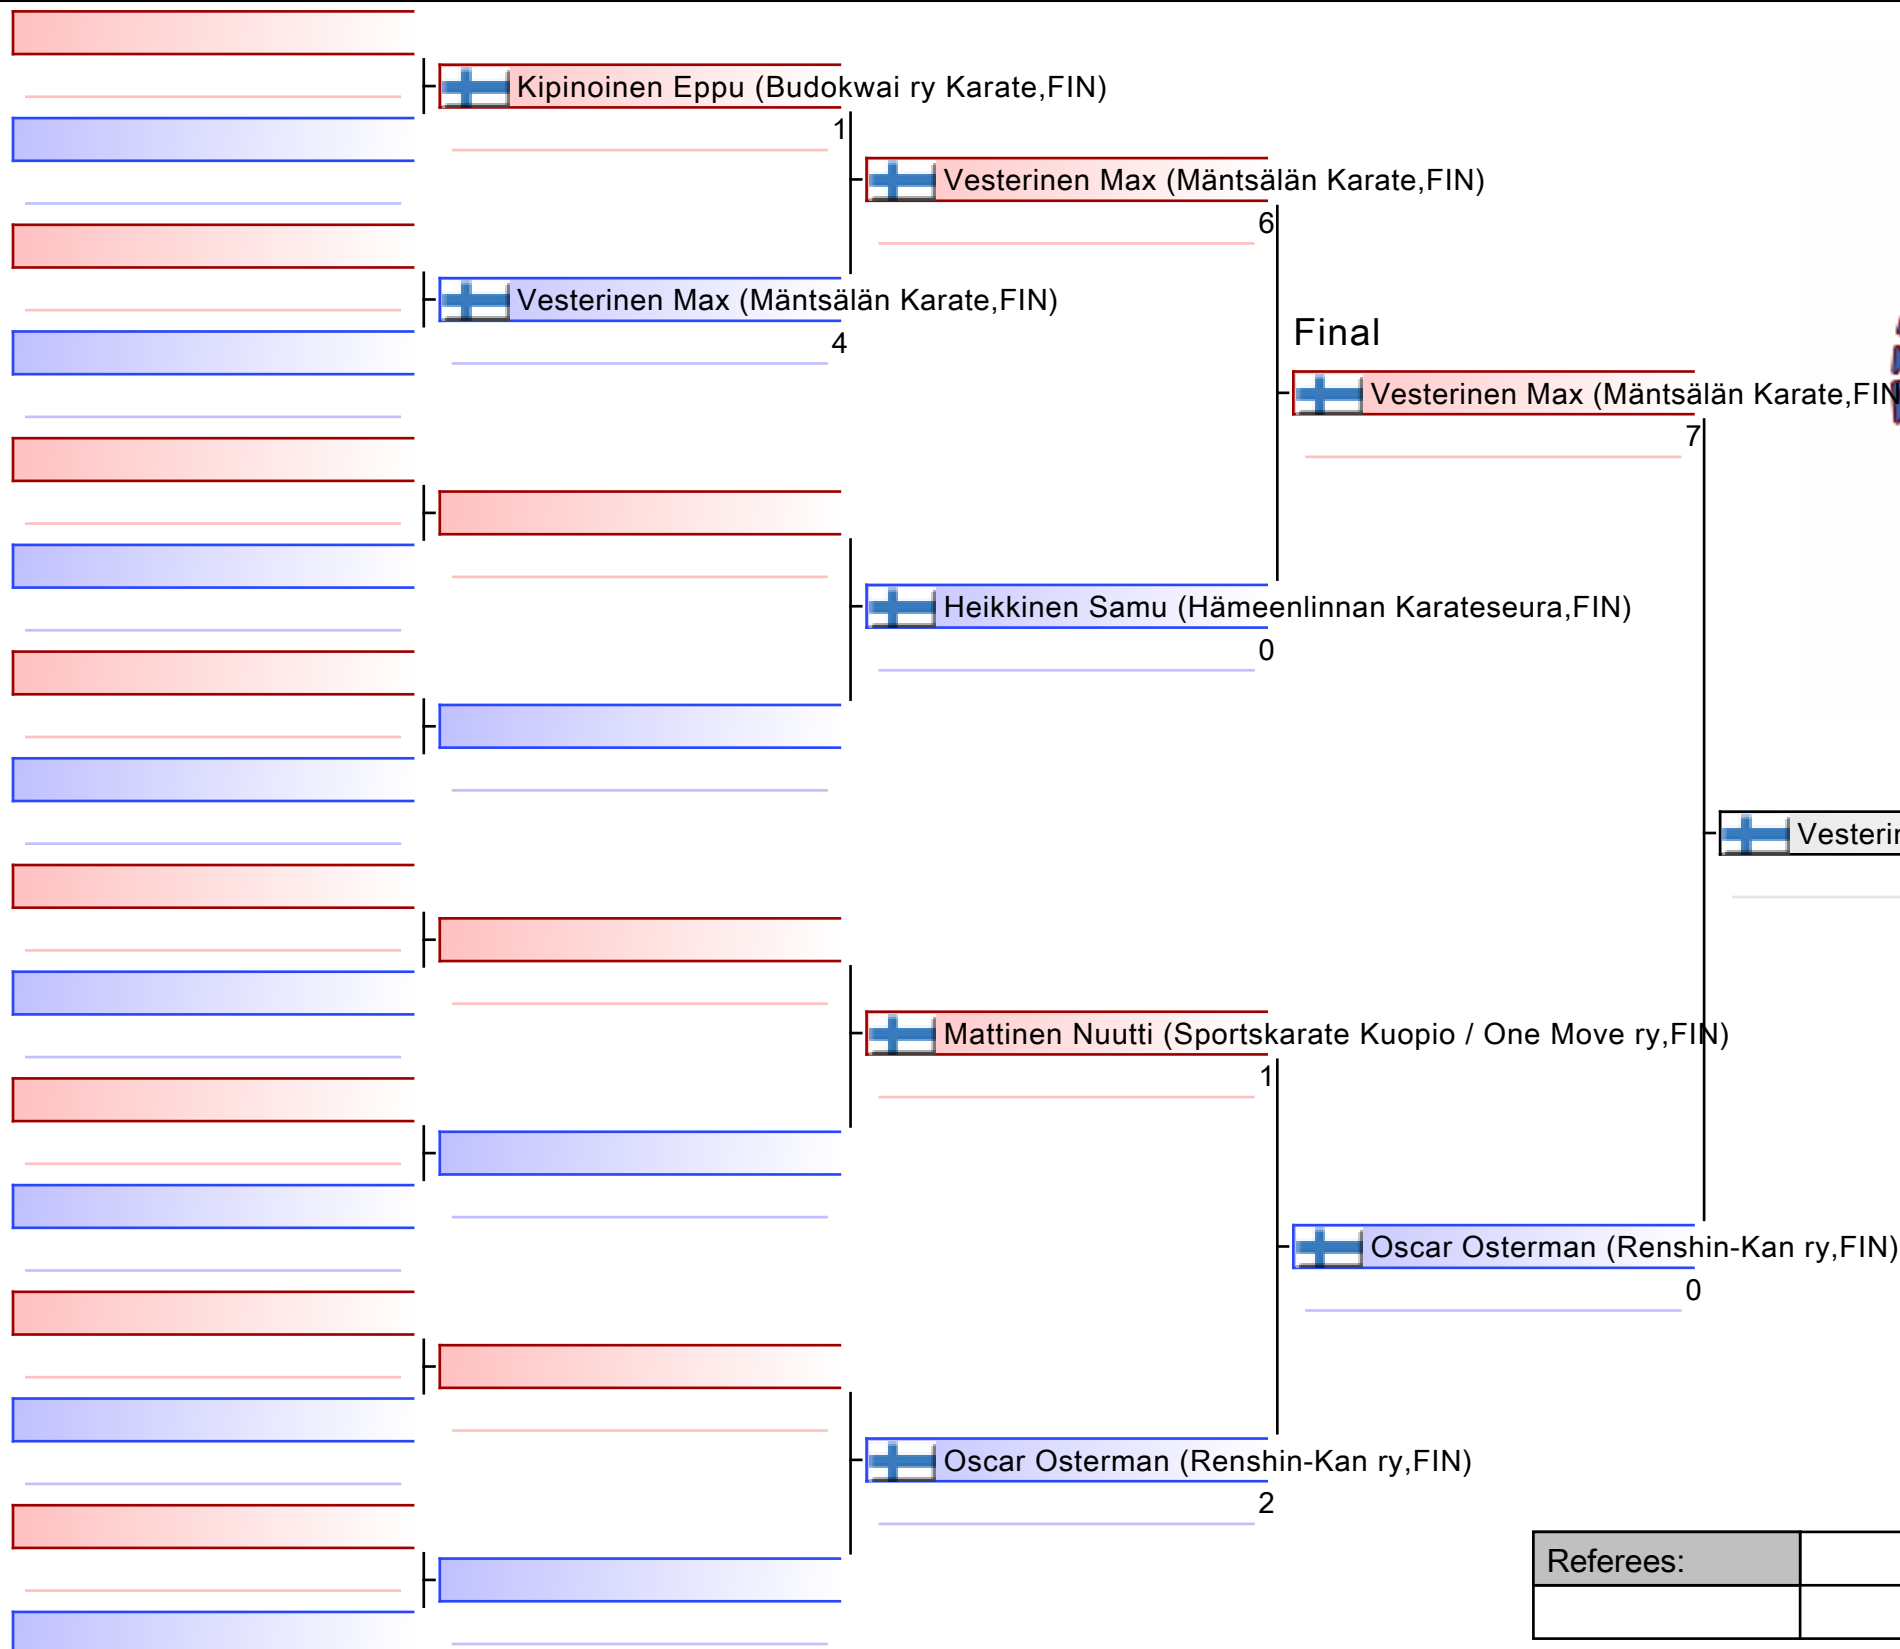 Kipinoinen Eppu (Budokwai ry Karate,FIN)
1
Vesterinen Max (Mäntsälän Karate,FIN)
6
Vesterinen Max (Mäntsälän Karate,FIN)
4
Final
Vesterinen Max (Mäntsälän Karate,FIN
7
Heikkinen Samu (Hämeenlinnan Karateseura,FIN)
0
Vesterin
Mattinen Nuutti (Sportskarate Kuopio / One Move ry,FIN)
1
Oscar Osterman (Renshin-Kan ry,FIN)
0
Oscar Osterman (Renshin-Kan ry,FIN)
2
Referees: